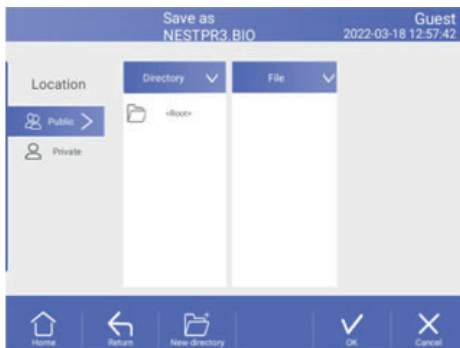 Save as
NESTPR3.BIO
Guest
2022-03-18 12:57:42
Location
Public
Private
Directory
<Root>
File
Home
Return
New directory
OK
Cancel